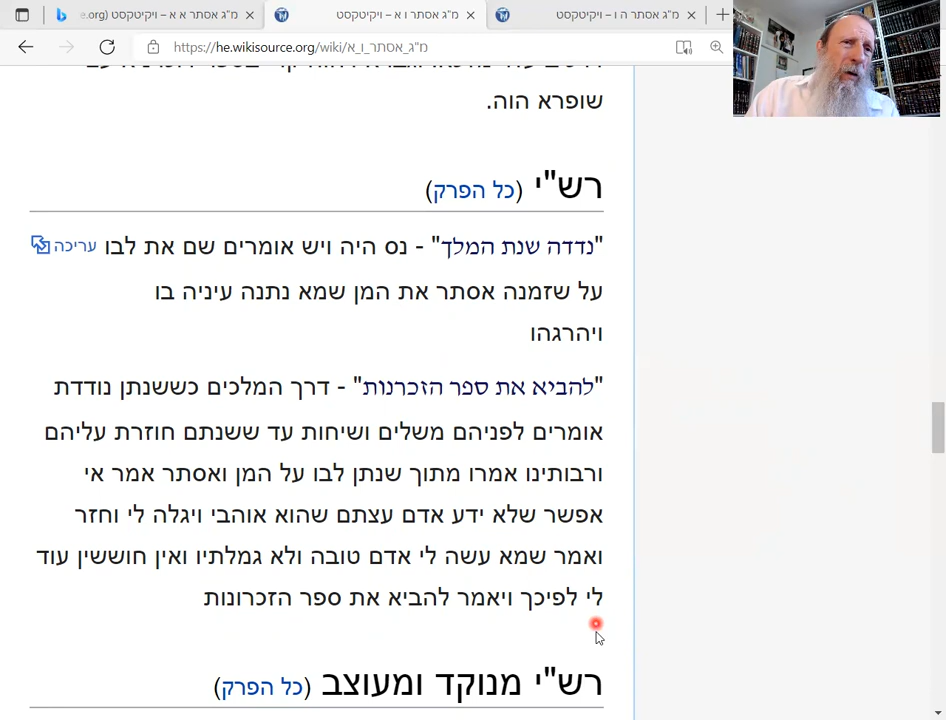 מ"ג אסתר א א – ויקיטקסט (e.org
מ"ג אסתר ו א – ויקיטקסט
מ"ג אסתר ה ו – ויקיטקסט
https://he.wikisource.org/wiki/מ"ג_אסתר_ו_א
שופרא הוה.
רש"י (כל הפרק)
"נדדה שנת המלך" - נס היה ויש אומרים שם את לבו עריכה
על שזמנה אסתר את המן שמא נתנה עיניה בו
ויהרגהו
"להביא את ספר הזכרנות" - דרך המלכים כששנתן נודדת
אומרים לפניהם משלים ושיחות עד ששנתם חוזרת עליהם
ורבותינו אמרו מתוך שנתן לבו על המן ואסתר אמר אי
אפשר שלא ידע אדם עצתם שהוא אוהבי ויגלה לי וחזר
ואמר שמא עשה לי אדם טובה ולא גמלתיו ואין חוששין עוד
לי לפיכך ויאמר להביא את ספר הזכרונות
רש"י מנוקד ומעוצב (כל הפרק)